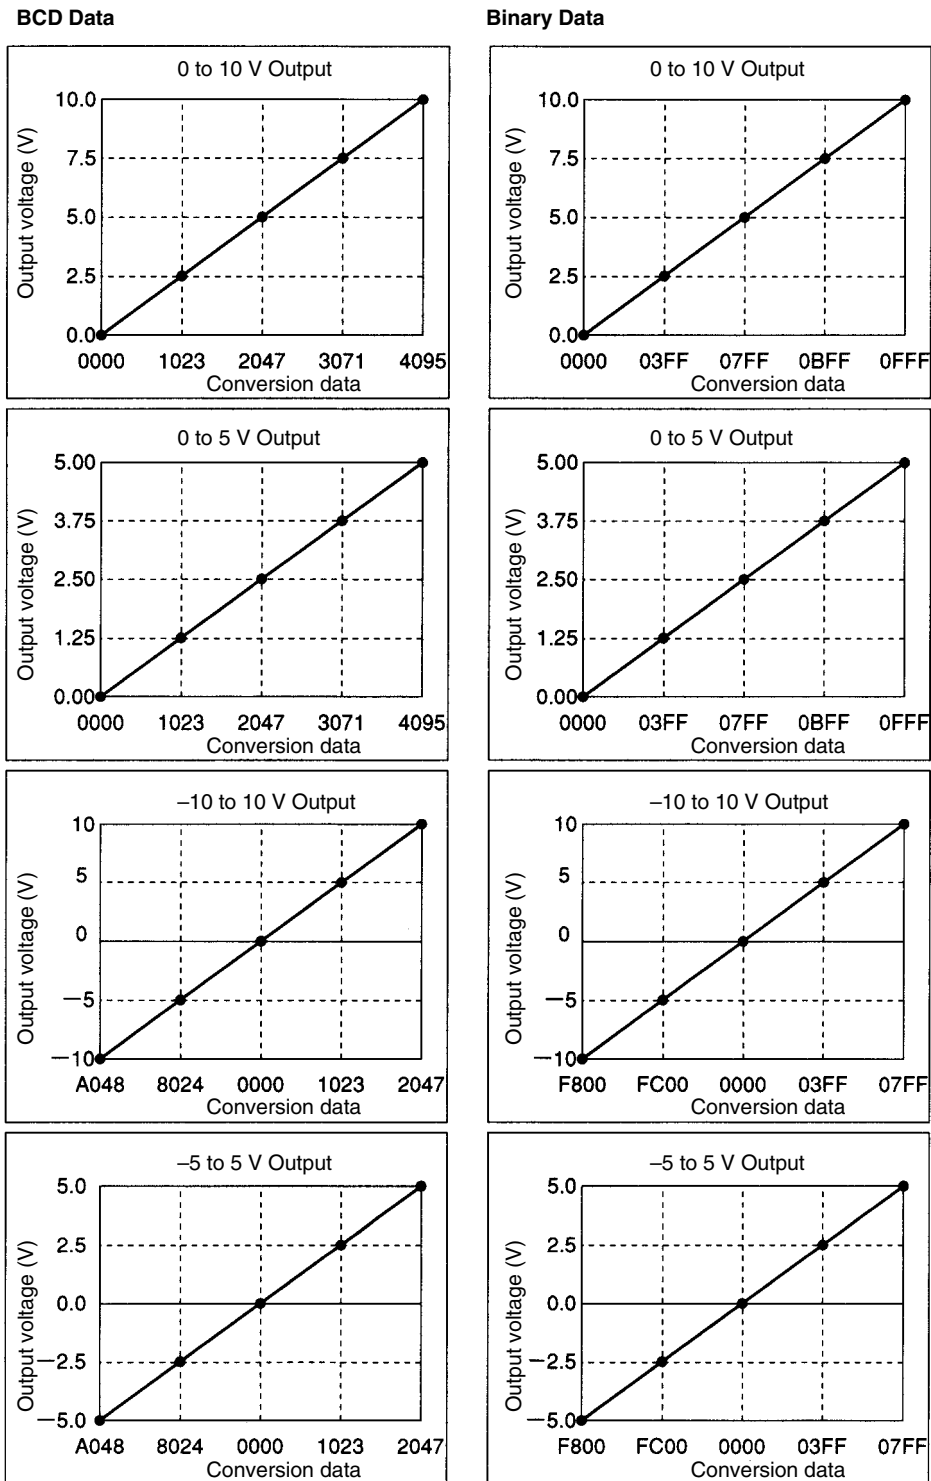 BCD Data
Binary Data
0 to 10 V Output
10.0
7.5
5.0
2.5
0.0
Output voltage (V)
0000 1023 2047 3071 4095
Conversion data
0 to 10 V Output
10.0
7.5
5.0
2.5
0.0
Output voltage (V)
0000 03FF 07FF 0BFF 0FFF
Conversion data
0 to 5 V Output
5.00
3.75
2.50
1.25
0.00
Output voltage (V)
0000 1023 2047 3071 4095
Conversion data
0 to 5 V Output
5.00
3.75
2.50
1.25
0.00
Output voltage (V)
0000 03FF 07FF 0BFF 0FFF
Conversion data
–10 to 10 V Output
10
5
0
–5
–10
Output voltage (V)
A048 8024 0000 1023 2047
Conversion data
–10 to 10 V Output
10
5
0
–5
–10
Output voltage (V)
F800 FC00 0000 03FF 07FF
Conversion data
–5 to 5 V Output
5.0
2.5
0.0
–2.5
–5.0
Output voltage (V)
A048 8024 0000 1023 2047
Conversion data
–5 to 5 V Output
5.0
2.5
0.0
–2.5
–5.0
Output voltage (V)
F800 FC00 0000 03FF 07FF
Conversion data